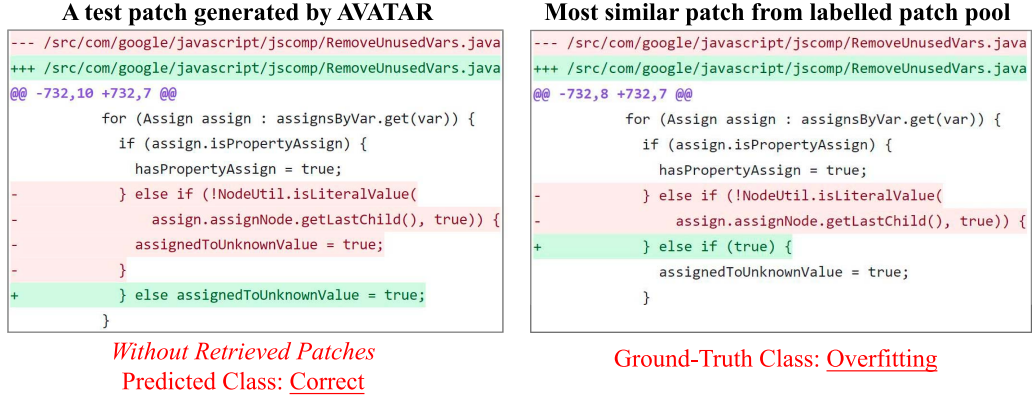 A test patch generated by AVATAR
--- /src/com/google/javascript/jscomp/RemoveUnusedVars.java
+++ /src/com/google/javascript/jscomp/RemoveUnusedVars.java
@@ -732,10 +732,7 @@
for (Assign assign : assignsByVar.get(var)) {
if (assign.isPropertyAssign) {
hasPropertyAssign = true;
- } else if (!NodeUtil.isLiteralValue(
- assign.assignNode.getLastChild(), true)) {
- assignedToUnknownValue = true;
- }
+ } else assignedToUnknownValue = true;
}
Without Retrieved Patches
Predicted Class: Correct
Most similar patch from labelled patch pool
--- /src/com/google/javascript/jscomp/RemoveUnusedVars.java
+++ /src/com/google/javascript/jscomp/RemoveUnusedVars.java
@@ -732,8 +732,7 @@
for (Assign assign : assignsByVar.get(var)) {
if (assign.isPropertyAssign) {
hasPropertyAssign = true;
- } else if (!NodeUtil.isLiteralValue(
- assign.assignNode.getLastChild(), true)) {
+ } else if (true) {
assignedToUnknownValue = true;
}
Ground-Truth Class: Overfitting